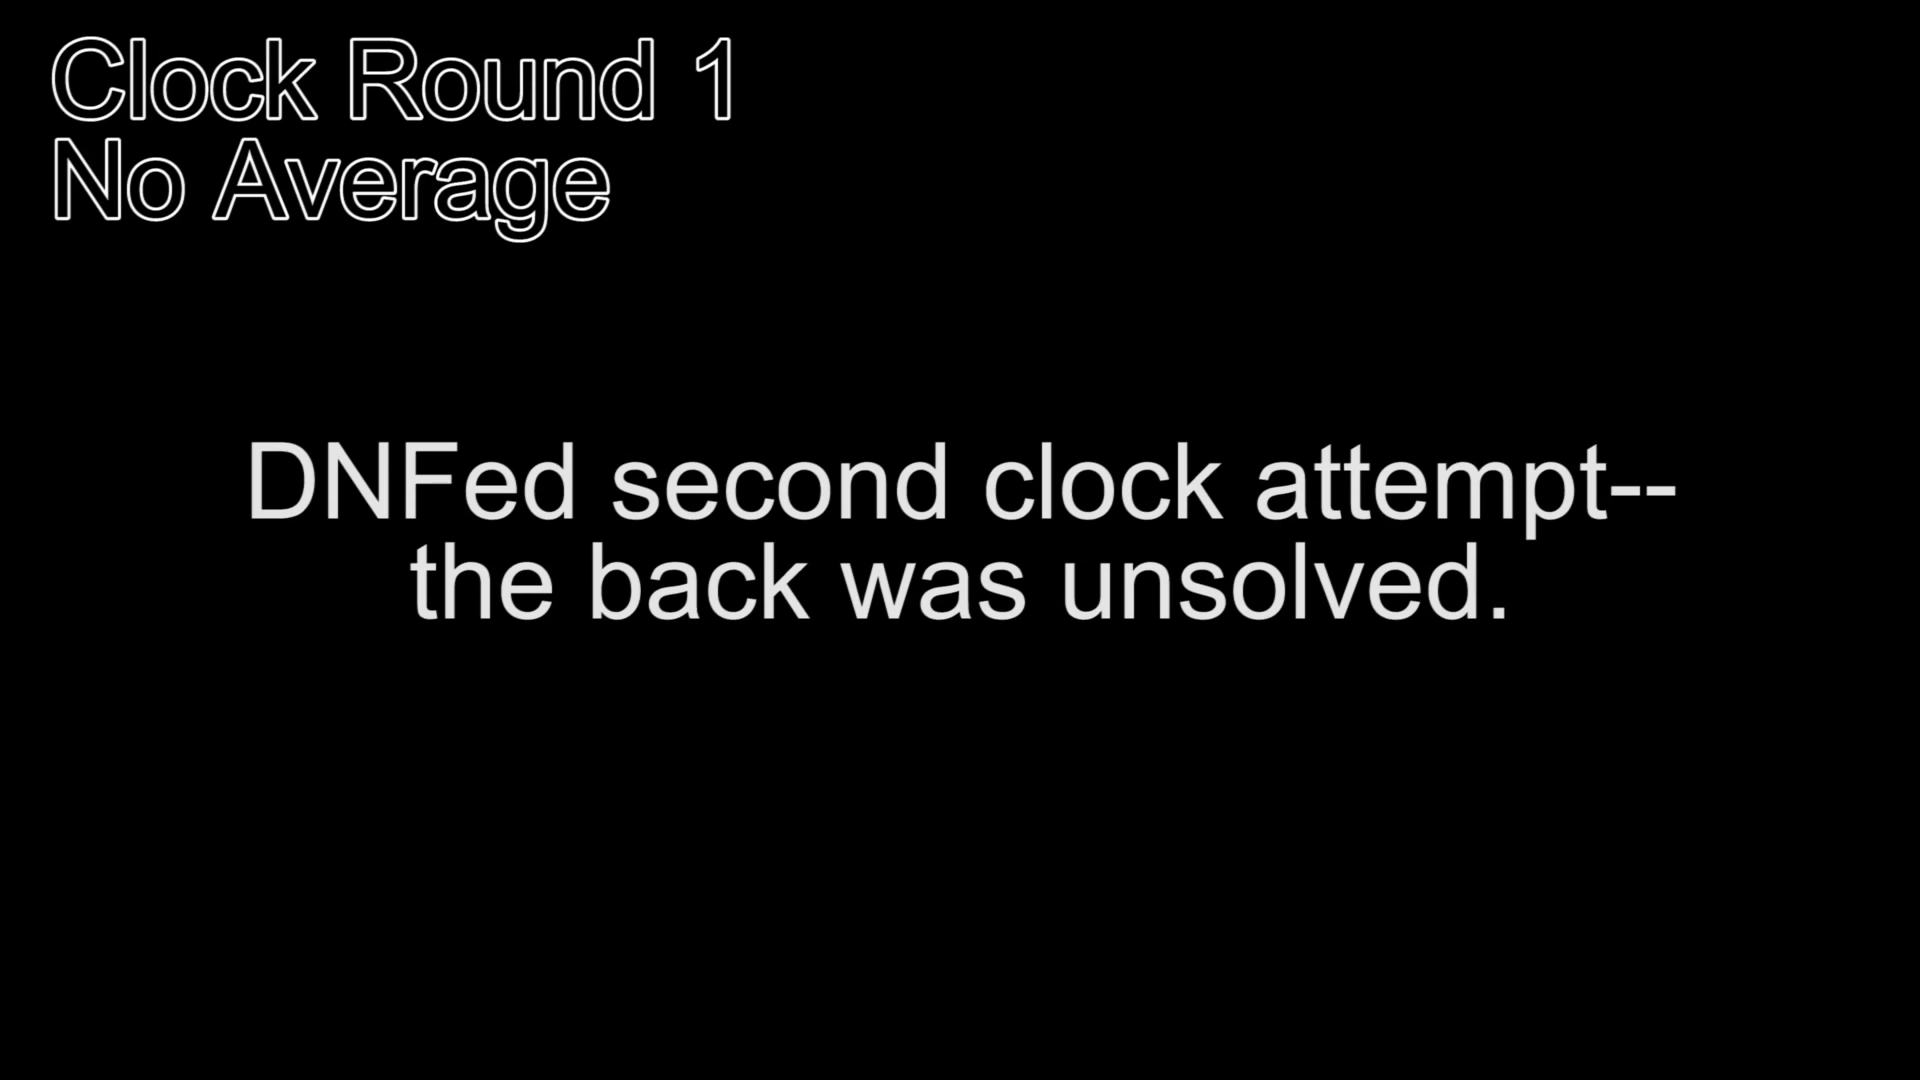 Clock Round 1
No Average
DNFed second clock attempt--
the back was unsolved.